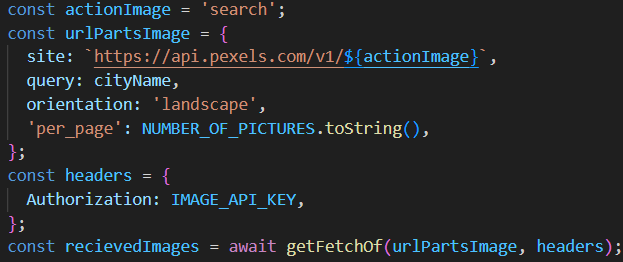 const actionImage = 'search';
const urlPartsImage = {
  site: `https://api.pexels.com/v1/${actionImage}`,
  query: cityName,
  orientation: 'landscape',
  'per_page': NUMBER_OF_PICTURES.toString(),
};
const headers = {
  Authorization: IMAGE_API_KEY,
};
const recievedImages = await getFetchOf(urlPartsImage, headers);